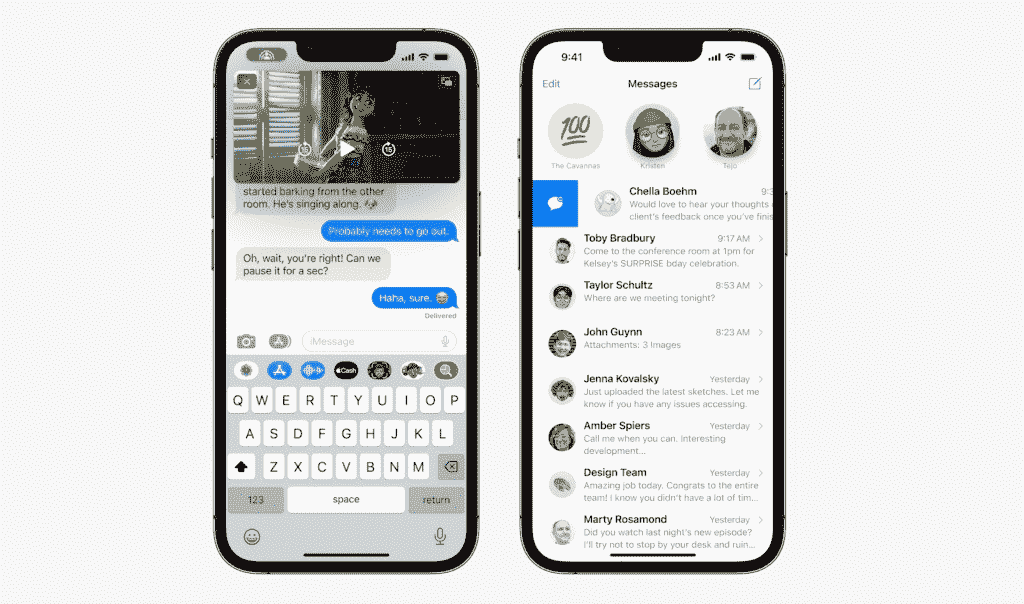 15
15
started barking from the other
room. He's singing along.
Probably needs to go out.
Oh, wait, you're right! Can we
pause it for a sec?
Haha, sure.
Delivered
iMessage
Cash
Q W E R T Y U I O P
A S D F G H J K L
Z X C V B N M
123 space return
9:41
Edit Messages
100
The Cavannas Kristen Tejo
Chella Boehm 9:3
Would love to hear your thoughts
client's feedback once you've finis
Toby Bradbury 9:17 AM
Come to the conference room at 1pm for
Kelsey's SURPRISE bday celebration.
Taylor Schultz 8:53 AM
Where are we meeting tonight?
John Guynn 8:23 AM
Attachments: 3 Images
Jenna Kovalsky Yesterday
Just uploaded the latest sketches. Let me
know if you have any issues accessing.
Amber Spiers Yesterday
Call me when you can. Interesting
development...
Design Team Yesterday
Amazing job today. Congrats to the entire
team! I know you didn't have a lot of tim...
Marty Rosamond Yesterday
Did you watch last night's new episode?
I'll try not to stop by your desk and ruin...